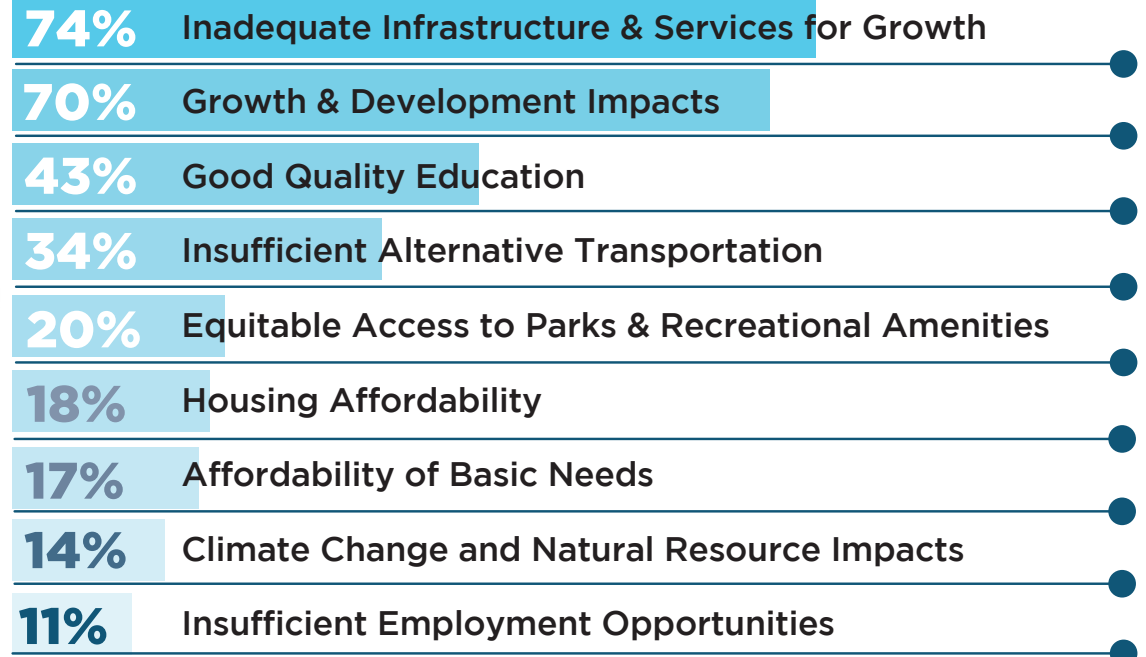 74% Inadequate Infrastructure & Services for Growth
70% Growth & Development Impacts
43% Good Quality Education
34% Insufficient Alternative Transportation
20% Equitable Access to Parks & Recreational Amenities
18% Housing Affordability
17% Affordability of Basic Needs
14% Climate Change and Natural Resource Impacts
11% Insufficient Employment Opportunities